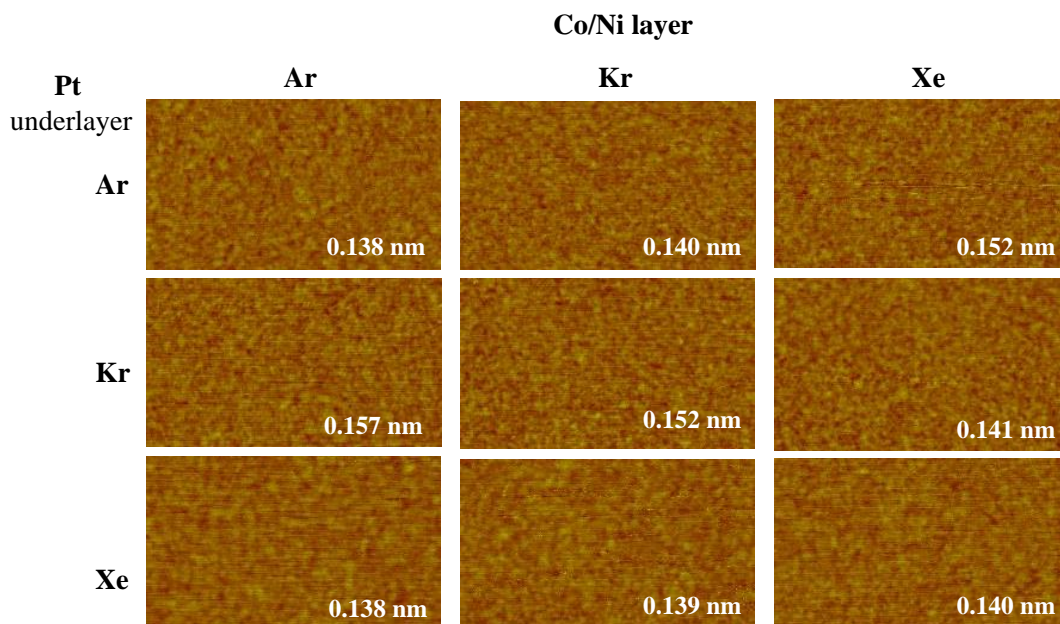 Co/Ni layer
Pt
underlayer
Ar Kr Xe
Ar
0.138 nm 0.140 nm 0.152 nm
Kr
0.157 nm 0.152 nm 0.141 nm
Xe
0.138 nm 0.139 nm 0.140 nm